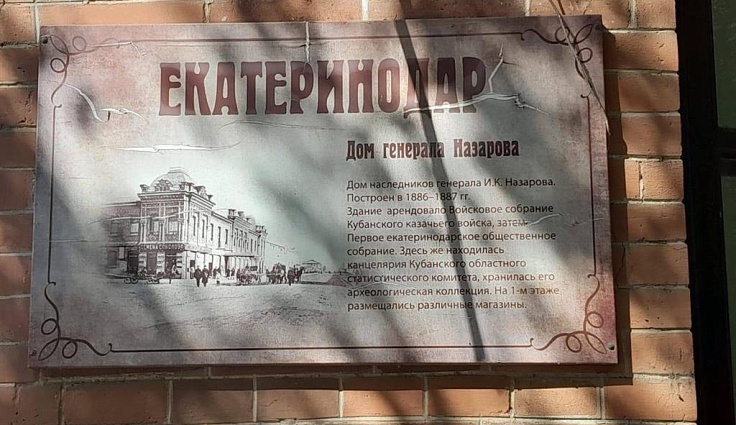 ЕКАТЕРИНОДАР
Дом генерала Назарова
Дом наследников генерала И.К. Назарова.
Построен в 1886–1887 гг.
Здание арендовало Войсковое собрание
Кубанского казачьего войска, затем
Первое екатеринодарское общественное
собрание. Здесь же находилась
канцелярия Кубанского областного
статистического комитета, хранилась его
археологическая коллекция. На 1-м этаже
размещались различные магазины.